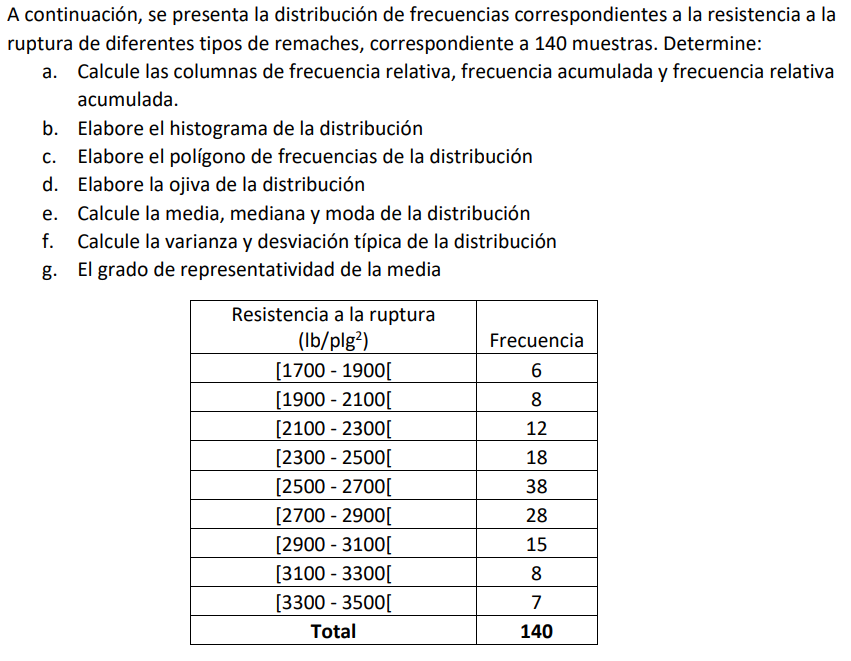 A continuación, se presenta la distribución de frecuencias correspondientes a la resistencia a la
ruptura de diferentes tipos de remaches, correspondiente a 140 muestras. Determine:
a. Calcule las columnas de frecuencia relativa, frecuencia acumulada y frecuencia relativa
acumulada.
b. Elabore el histograma de la distribución
c. Elabore el polígono de frecuencias de la distribución
d. Elabore la ojiva de la distribución
e. Calcule la media, mediana y moda de la distribución
f. Calcule la varianza y desviación típica de la distribución
g. El grado de representatividad de la media
Resistencia a la ruptura
(lb/plg²) Frecuencia
[1700 - 1900[ 6
[1900 - 2100[ 8
[2100 - 2300[ 12
[2300 - 2500[ 18
[2500 - 2700[ 38
[2700 - 2900[ 28
[2900 - 3100[ 15
[3100 - 3300[ 8
[3300 - 3500[ 7
Total 140